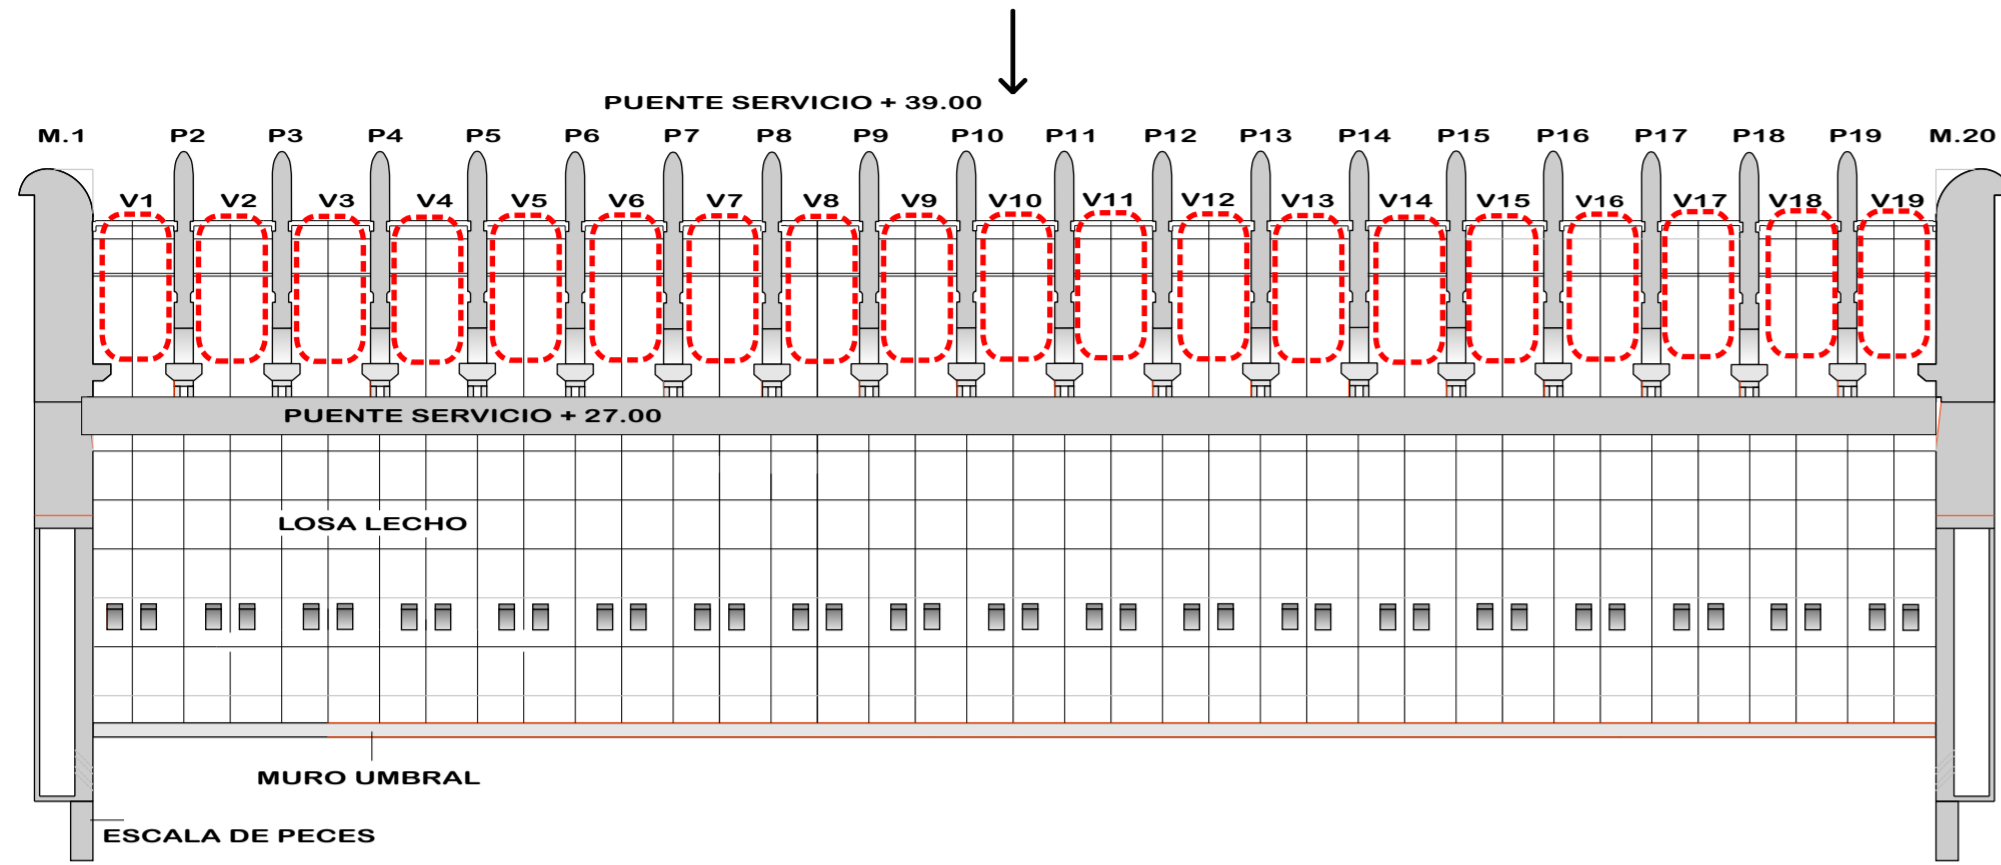 PUENTE SERVICIO + 39.00
M.1 P2 P3 P4 P5 P6 P7 P8 P9 P10 P11 P12 P13 P14 P15 P16 P17 P18 P19 M.20
V1 V2 V3 V4 V5 V6 V7 V8 V9 V10 V11 V12 V13 V14 V15 V16 V17 V18 V19
PUENTE SERVICIO + 27.00
LOSA LECHO
MURO UMBRAL
ESCALA DE PECES